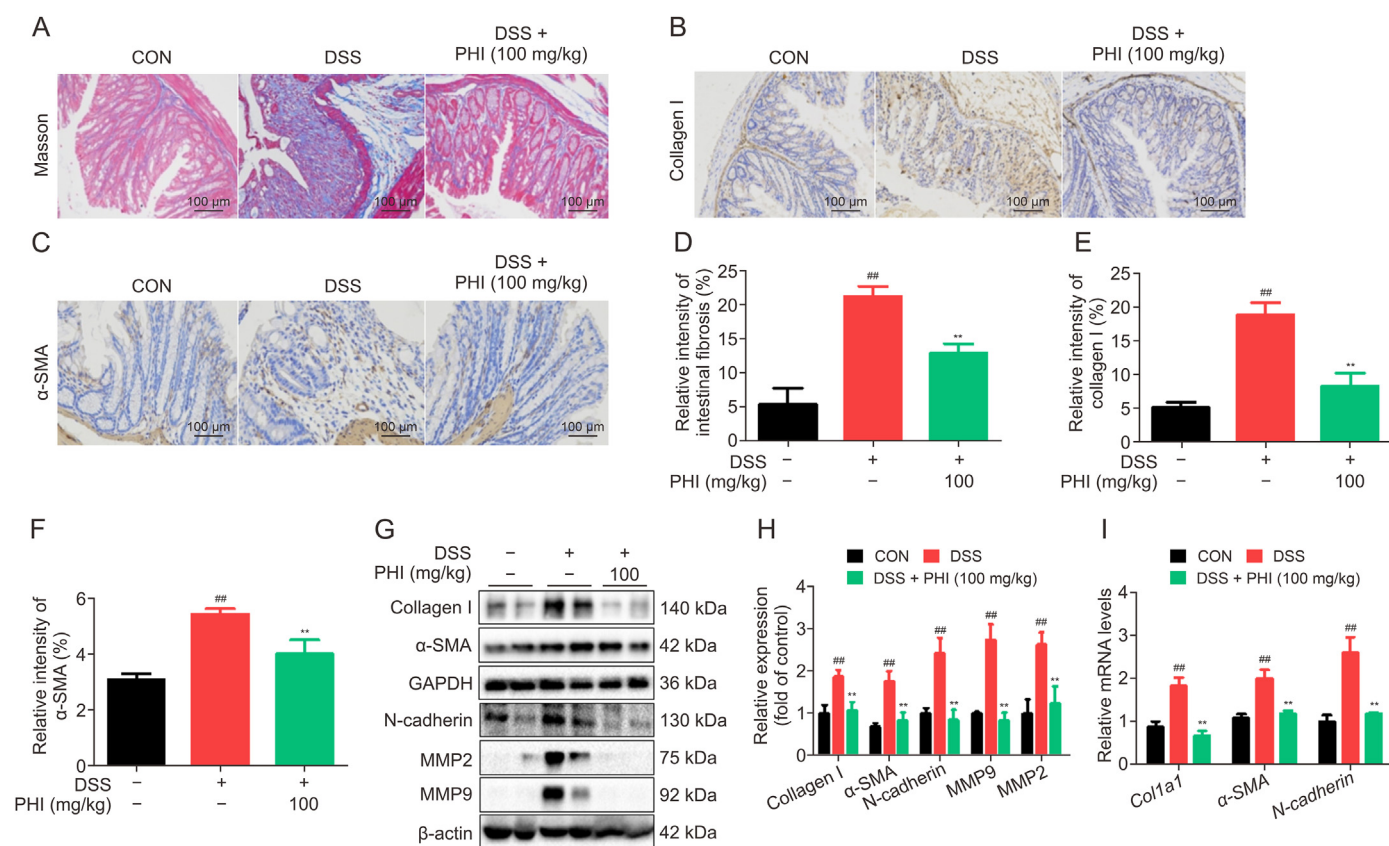 A
CON
DSS
DSS +
PHI (100 mg/kg)
Masson
100 µm
100 µm
100 µm
B
CON
DSS
DSS +
PHI (100 mg/kg)
Collagen I
100 µm
100 µm
100 µm
C
CON
DSS
DSS +
PHI (100 mg/kg)
α-SMA
100 µm
100 µm
100 µm
D
Relative intensity of
intestinal fibrosis (%)
25
20
15
10
5
0
##
**
DSS – + +
PHI (mg/kg) – – 100
E
Relative intensity of
collagen I (%)
25
20
15
10
5
0
##
**
DSS – + +
PHI (mg/kg) – – 100
F
Relative intensity of
α-SMA (%)
6
4
2
0
##
**
DSS – + +
PHI (mg/kg) – – 100
G
DSS – + +
PHI (mg/kg) – – 100
Collagen I 140 kDa
α-SMA 42 kDa
GAPDH 36 kDa
N-cadherin 130 kDa
MMP2 75 kDa
MMP9 92 kDa
β-actin 42 kDa
H
CON DSS
DSS + PHI (100 mg/kg)
Relative expression
(fold of control)
4
3
2
1
0
## ## ## ## ##
** ** ** ** **
Collagen I α-SMA N-cadherin MMP9 MMP2
I
CON DSS
DSS + PHI (100 mg/kg)
Relative mRNA levels
4
3
2
1
0
## ## ##
** ** **
Col1a1 α-SMA N-cadherin